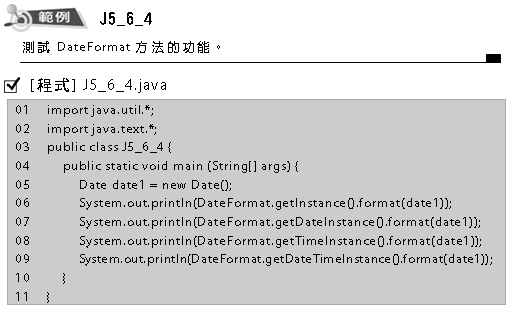 範例 J5_6_4
測試 DateFormat 方法的功能。
[程式] J5_6_4.java
01 import java.util.*;
02 import java.text.*;
03 public class J5_6_4 {
04 public static void main (String[] args) {
05 Date date1 = new Date();
06 System.out.println(DateFormat.getInstance().format(date1));
07 System.out.println(DateFormat.getDateInstance().format(date1));
08 System.out.println(DateFormat.getTimeInstance().format(date1));
09 System.out.println(DateFormat.getDateTimeInstance().format(date1));
10 }
11 }